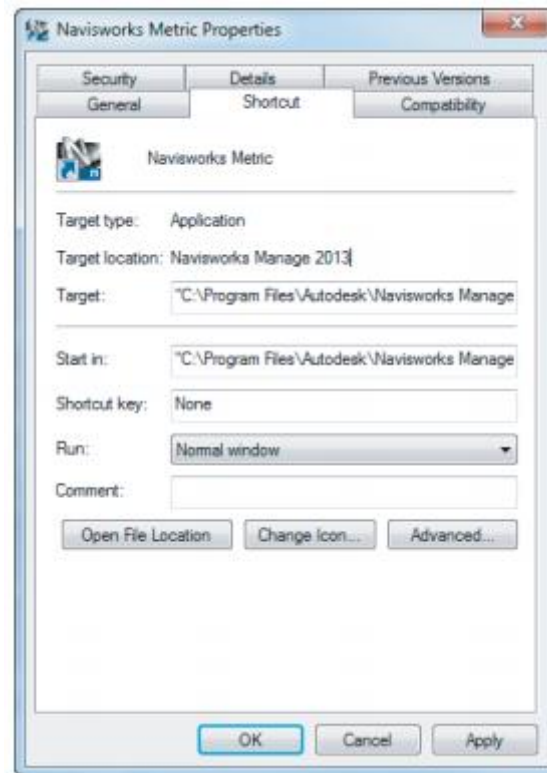 Navisworks Metric Properties
Security Details Previous Versions
General Shortcut Compatibility
Navisworks Metric
Target type: Application
Target location: Navisworks Manage 2013
Target: "C:\Program Files\Autodesk\Navisworks Manage
Start in: "C:\Program Files\Autodesk\Navisworks Manage
Shortcut key: None
Run: Normal window
Comment:
Open File Location Change Icon... Advanced...
OK Cancel Apply